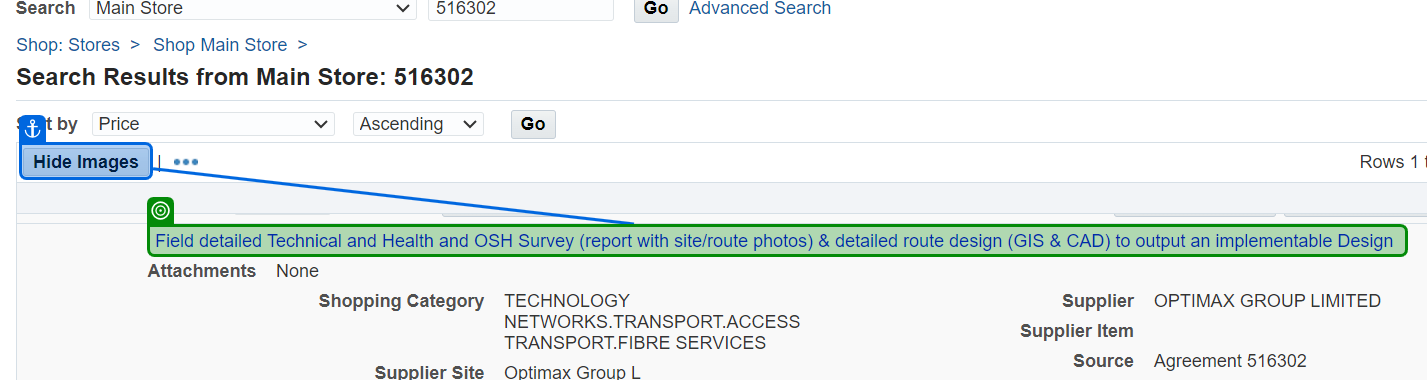 Search Main Store 516302 Go Advanced Search
Shop: Stores > Shop Main Store >
Search Results from Main Store: 516302
t by Price Ascending Go
Hide Images | ••• Rows 1
Field detailed Technical and Health and OSH Survey (report with site/route photos) & detailed route design (GIS & CAD) to output an implementable Design
Attachments None
Shopping Category TECHNOLOGY
NETWORKS.TRANSPORT.ACCESS
TRANSPORT.FIBRE SERVICES
Supplier Site Optimax Group L
Supplier OPTIMAX GROUP LIMITED
Supplier Item
Source Agreement 516302